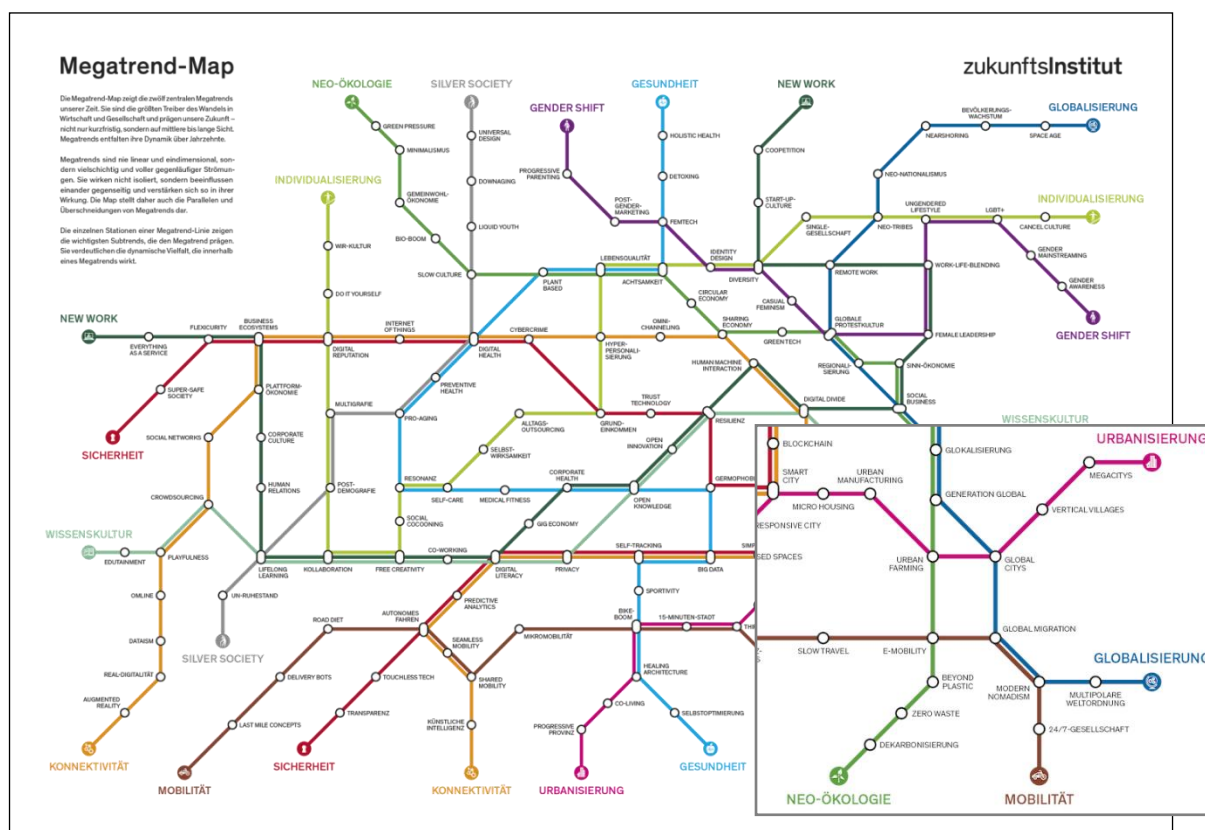 Megatrend-Map
zukunftsInstitut
Die Megatrend-Map zeigt die zwölf zentralen Megatrends
unserer Zeit. Sie sind die größten Treiber des Wandels in
Wirtschaft und Gesellschaft und prägen unsere Zukunft –
nicht nur kurzfristig, sondern auf mittlere bis lange Sicht.
Megatrends entfalten ihre Dynamik über Jahrzehnte.
Megatrends sind nie linear und eindimensional, son-
dern vielschichtig und voller gegenläufiger Strömun-
gen. Sie wirken nicht isoliert, sondern beeinflussen
einander gegenseitig und verstärken sich so in ihrer
Wirkung. Die Map stellt daher auch die Parallelen und
Überschneidungen von Megatrends dar.
Die einzelnen Stationen einer Megatrend-Linie zeigen
die wichtigsten Subtrends, die den Megatrend prägen.
Sie verdeutlichen die dynamische Vielfalt, die innerhalb
eines Megatrends wirkt.
NEO-ÖKOLOGIE
SILVER SOCIETY
GENDER SHIFT
GESUNDHEIT
NEW WORK
GLOBALISIERUNG
BEVÖLKERUNGS-
WACHSTUM
NEARSHORING
SPACE AGE
GREEN PRESSURE
UNIVERSAL
DESIGN
HOLISTIC HEALTH
COOPETITION
MINIMALISMUS
NEO-NATIONALISMUS
INDIVIDUALISIERUNG
DOWNAGING
PROGRESSIVE
PARENTING
DETOXING
GEMEINWOHL-
ÖKONOMIE
POST-
GENDER-
MARKETING
START-UP-
CULTURE
UNGENDERED
LIFESTYLE
LGBT+
INDIVIDUALISIERUNG
LIQUID YOUTH
FEMTECH
SINGLE-
GESELLSCHAFT
NEO-TRIBES
CANCEL CULTURE
WIR-KULTUR
BIO-BOOM
LEBENSQUALITÄT
IDENTITY
DESIGN
GENDER
MAINSTREAMING
SLOW CULTURE
PLANT
BASED
ACHTSAMKEIT
DIVERSITY
REMOTE WORK
WORK-LIFE-BLENDING
DO IT YOURSELF
CIRCULAR
ECONOMY
CASUAL
FEMINISM
GENDER
AWARENESS
NEW WORK
FLEXICURITY
BUSINESS
ECOSYSTEMS
INTERNET
OF THINGS
CYBERCRIME
OMNI-
CHANNELING
SHARING
ECONOMY
GLOBALE
PROTESTKULTUR
GENDER SHIFT
EVERYTHING
AS A SERVICE
DIGITAL
REPUTATION
DIGITAL
HEALTH
HYPER-
PERSONALI-
SIERUNG
GREEN TECH
FEMALE LEADERSHIP
HUMAN MACHINE
INTERACTION
REGIONALI-
SIERUNG
SINN-ÖKONOMIE
SUPER-SAFE
SOCIETY
PLATTFORM-
ÖKONOMIE
PREVENTIVE
HEALTH
TRUST
TECHNOLOGY
DIGITAL DIVIDE
SOCIAL
BUSINESS
MULTIGRAFIE
PRO-AGING
ALLTAGS-
OUTSOURCING
GRUND-
EINKOMMEN
RESILIENZ
WISSENSKULTUR
SICHERHEIT
SOCIAL NETWORKS
CORPORATE
CULTURE
SELBST-
WIRKSAMKEIT
OPEN
INNOVATION
HUMAN
RELATIONS
POST-
DEMOGRAFIE
RESONANZ
SELF-CARE
MEDICAL FITNESS
CORPORATE
HEALTH
OPEN
KNOWLEDGE
GERMOPHOB
CROWDSOURCING
SOCIAL
COCOONING
GIG ECONOMY
WISSENSKULTUR
EDUTAINMENT
PLAYFULNESS
LIFELONG
LEARNING
KOLLABORATION
FREE CREATIVITY
CO-WORKING
DIGITAL
LITERACY
PRIVACY
SELF-TRACKING
BIG DATA
SIMP
OMLINE
UN-RUHESTAND
PREDICTIVE
ANALYTICS
SPORTIVITY
ROAD DIET
AUTONOMES
FAHREN
BIKE-
BOOM
15-MINUTEN-STADT
THI
DATAISM
SILVER SOCIETY
SEAMLESS
MOBILITY
MIKROMOBILITÄT
REAL-DIGITALITÄT
DELIVERY BOTS
TOUCHLESS TECH
SHARED
MOBILITY
HEALING
ARCHITECTURE
AUGMENTED
REALITY
LAST MILE CONCEPTS
TRANSPARENZ
KÜNSTLICHE
INTELLIGENZ
CO-LIVING
PROGRESSIVE
PROVINZ
SELBSTOPTIMIERUNG
KONNEKTIVITÄT
MOBILITÄT
SICHERHEIT
KONNEKTIVITÄT
URBANISIERUNG
GESUNDHEIT
BLOCKCHAIN
GLOKALISIERUNG
URBANISIERUNG
SMART
CITY
URBAN
MANUFACTURING
MEGACITYS
MICRO HOUSING
GENERATION GLOBAL
VERTICAL VILLAGES
RESPONSIVE CITY
SED SPACES
URBAN
FARMING
GLOBAL
CITYS
SLOW TRAVEL
E-MOBILITY
GLOBAL MIGRATION
Z-
S
GLOBALISIERUNG
BEYOND
PLASTIC
MODERN
NOMADISM
MULTIPOLARE
WELTORDNUNG
ZERO WASTE
24/7-GESELLSCHAFT
DEKARBONISIERUNG
NEO-ÖKOLOGIE
MOBILITÄT